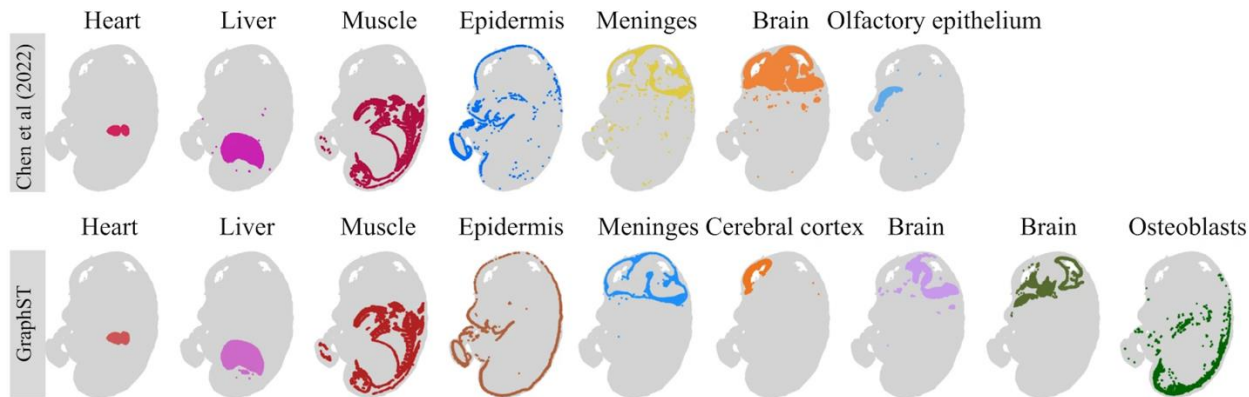 Heart Liver Muscle Epidermis Meninges Brain Olfactory epithelium
Chen et al (2022)
Heart Liver Muscle Epidermis Meninges Cerebral cortex Brain Brain Osteoblasts
GraphST